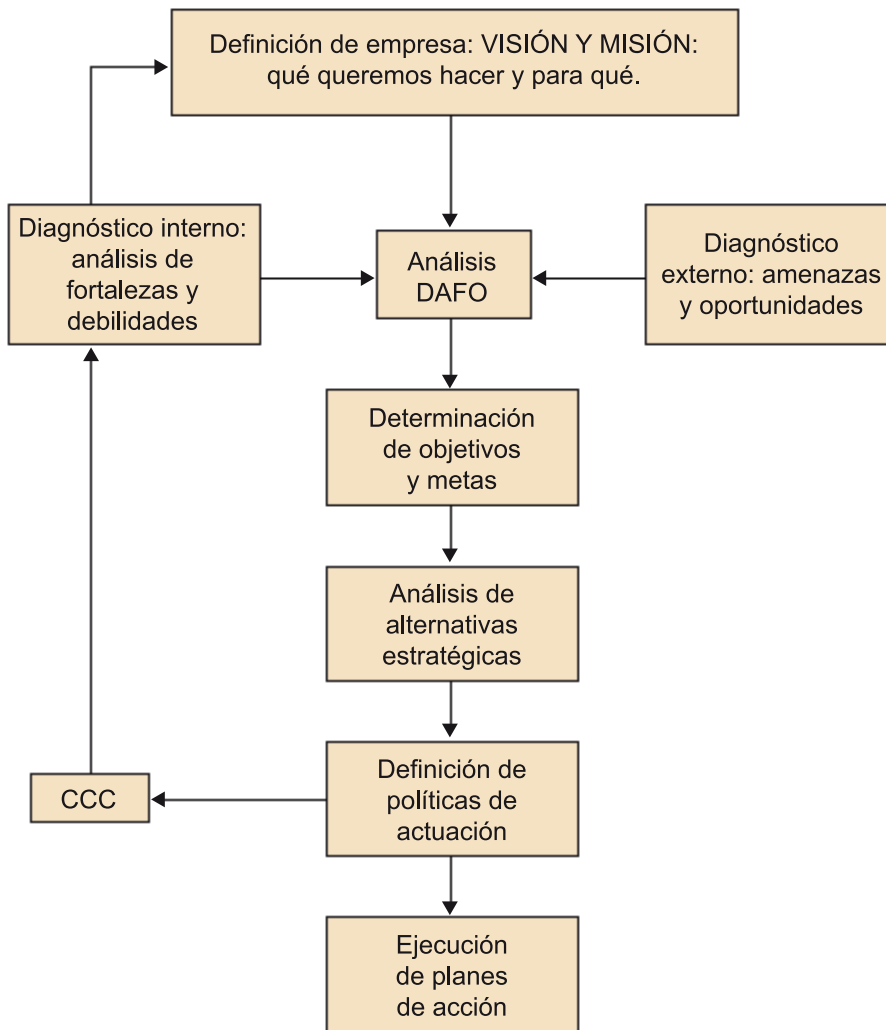 Definición de empresa: VISIÓN Y MISIÓN:
qué queremos hacer y para qué.
Diagnóstico interno:
análisis de
fortalezas y
debilidades
Análisis
DAFO
Diagnóstico
externo: amenazas
y oportunidades
Determinación
de objetivos
y metas
Análisis de
alternativas
estratégicas
CCC
Definición de
políticas de
actuación
Ejecución
de planes
de acción